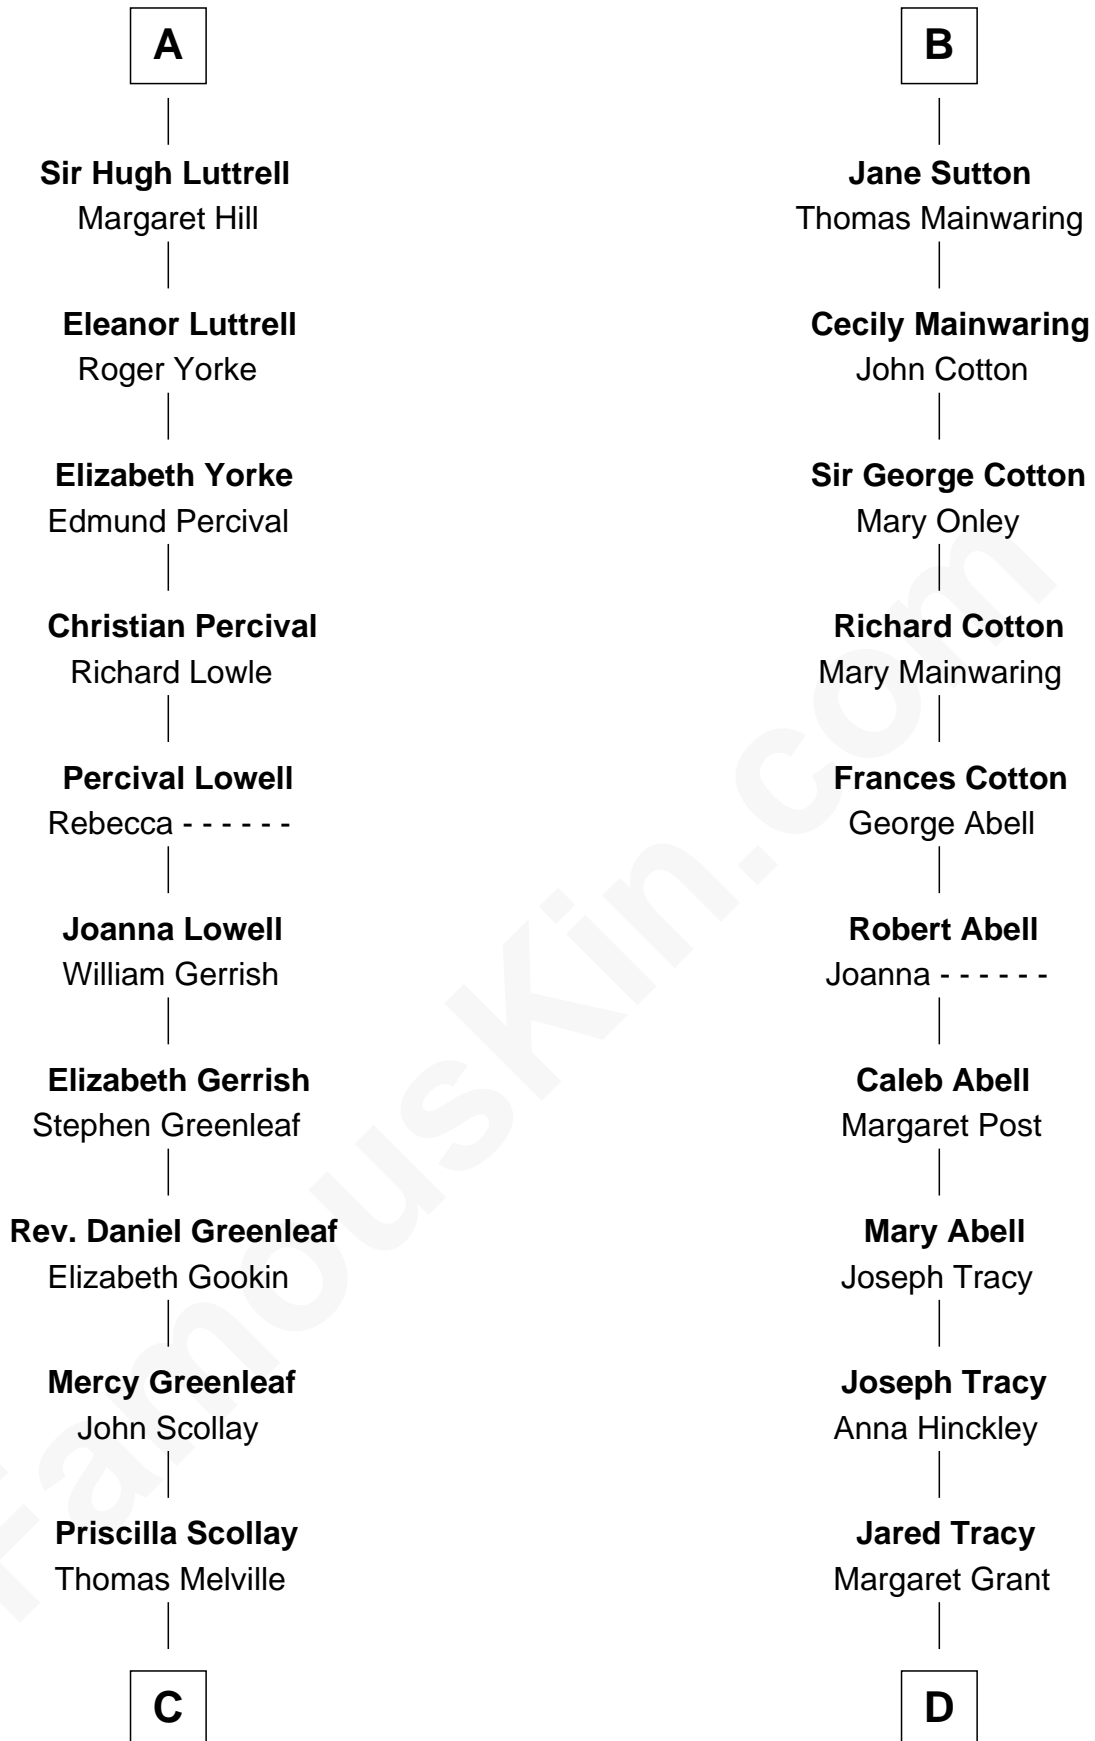 A
Sir Hugh Luttrell
Margaret Hill
Eleanor Luttrell
Roger Yorke
Elizabeth Yorke
Edmund Percival
Christian Percival
Richard Lowle
Percival Lowell
Rebecca - - - - - -
Joanna Lowell
William Gerrish
Elizabeth Gerrish
Stephen Greenleaf
Rev. Daniel Greenleaf
Elizabeth Gookin
Mercy Greenleaf
John Scollay
Priscilla Scollay
Thomas Melville
C
B
Jane Sutton
Thomas Mainwaring
Cecily Mainwaring
John Cotton
Sir George Cotton
Mary Onley
Richard Cotton
Mary Mainwaring
Frances Cotton
George Abell
Robert Abell
Joanna - - - - - -
Caleb Abell
Margaret Post
Mary Abell
Joseph Tracy
Joseph Tracy
Anna Hinckley
Jared Tracy
Margaret Grant
D
FamousKin.com